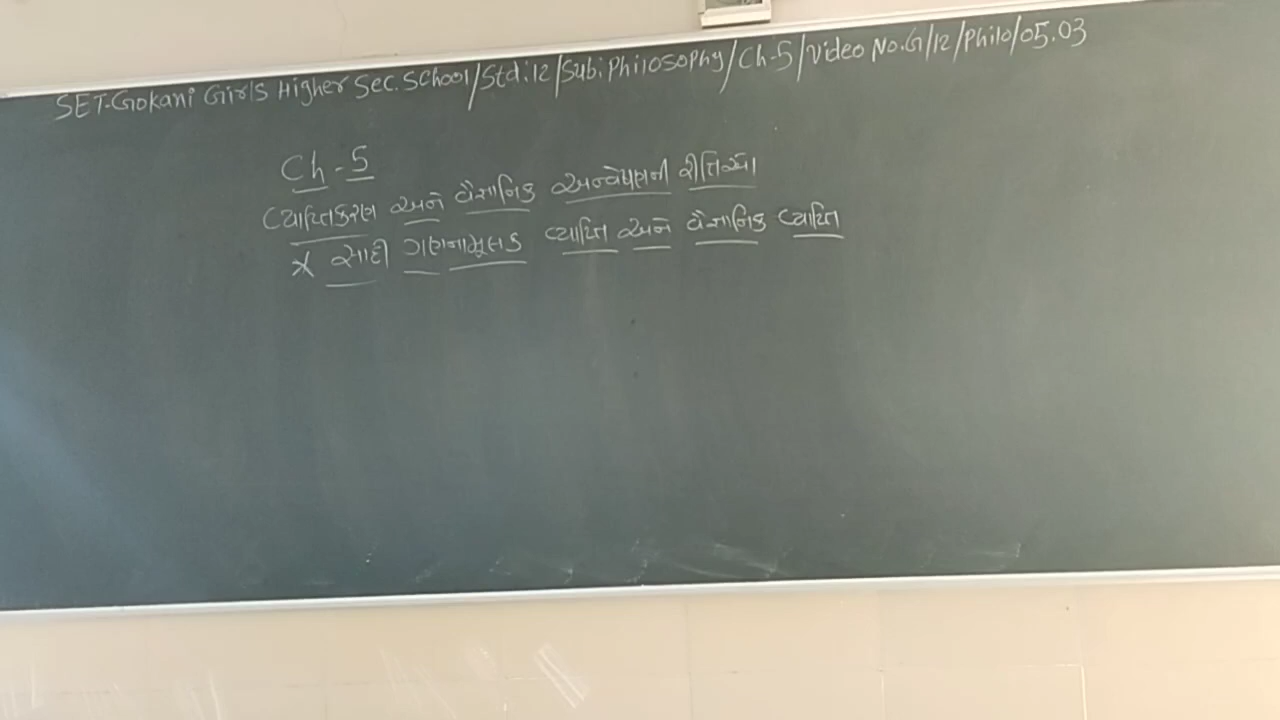 SET-Gokani Girls Higher Sec. School/Std:12/Sub:Philosophy/Ch-5/Video No.G/12/Philo/05.03
Ch-5
વ્યાપ્તિકરણ અને વૈજ્ઞાનિક અન્વેષણની રીતિઓ
* સાદી ગણનામૂલક વ્યાપ્તિ અને વૈજ્ઞાનિક વ્યાપ્તિ